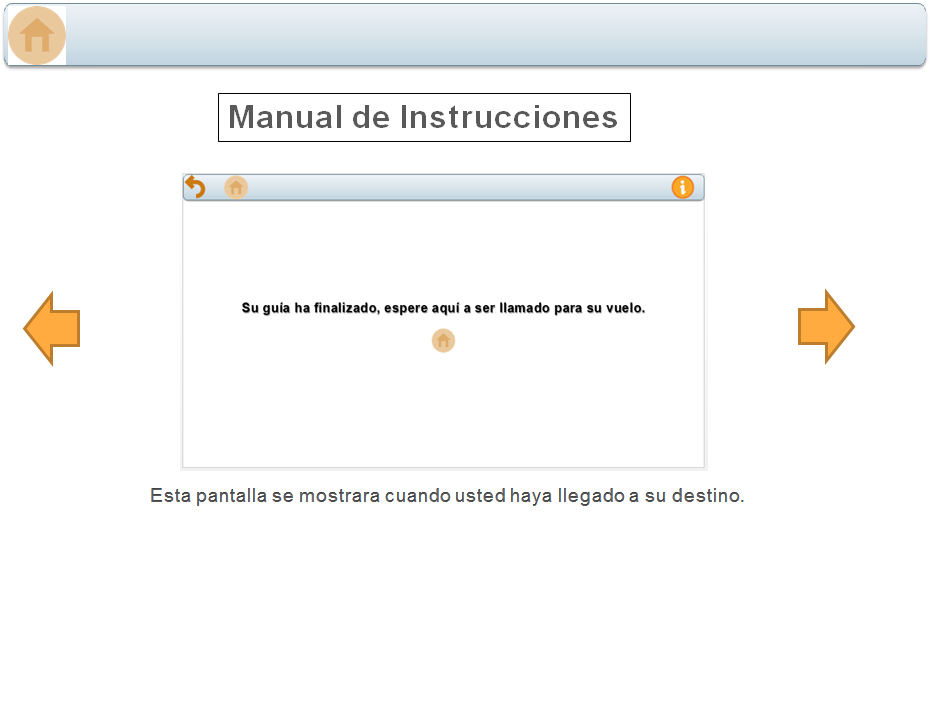 Manual de Instrucciones
Su guía ha finalizado, espere aquí a ser llamado para su vuelo.
Esta pantalla se mostrara cuando usted haya llegado a su destino.